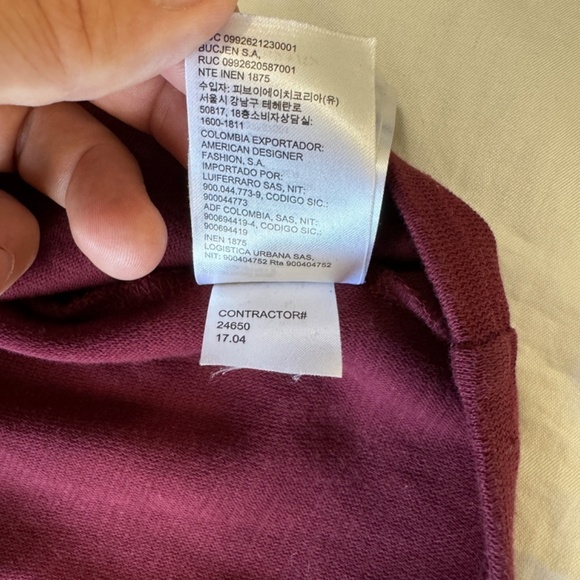 UC 0992621230001
BUCJEN S.A,
RUC 0992620587001
NTE INEN 1875
수입자: 피브이에이치코리아(유)
서울시 강남구 테헤란로
50817, 18층소비자상담실:
1600-1811
COLOMBIA EXPORTADOR:
AMERICAN DESIGNER
FASHION, S.A.
IMPORTADO POR:
LUIFERRARO SAS, NIT:
900.044.773-9, CODIGO SIC.:
900044773
ADF COLOMBIA, SAS, NIT:
900694419-4, CODIGO SIC.:
900694419
INEN 1875
LOGISTICA URBANA SAS,
NIT: 900404752 Rta 900404752
CONTRACTOR#
24650
17.04